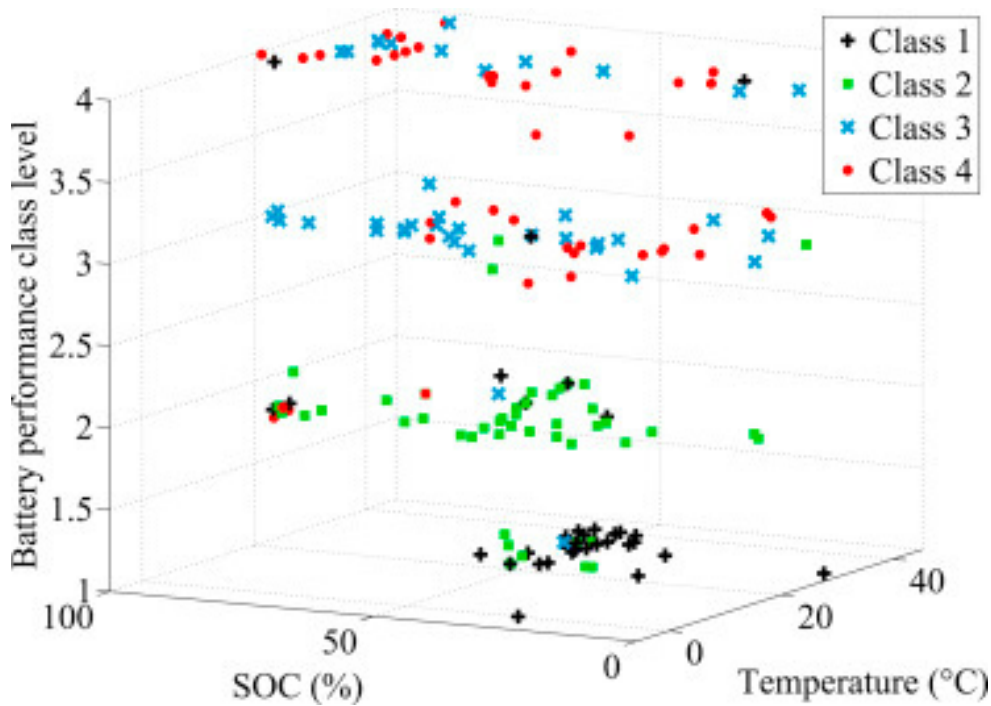 Class 1
Class 2
Class 3
Class 4
Battery performance class level
4
3.5
3
2.5
2
1.5
1
100
50
0
SOC (%)
0
20
40
Temperature (°C)